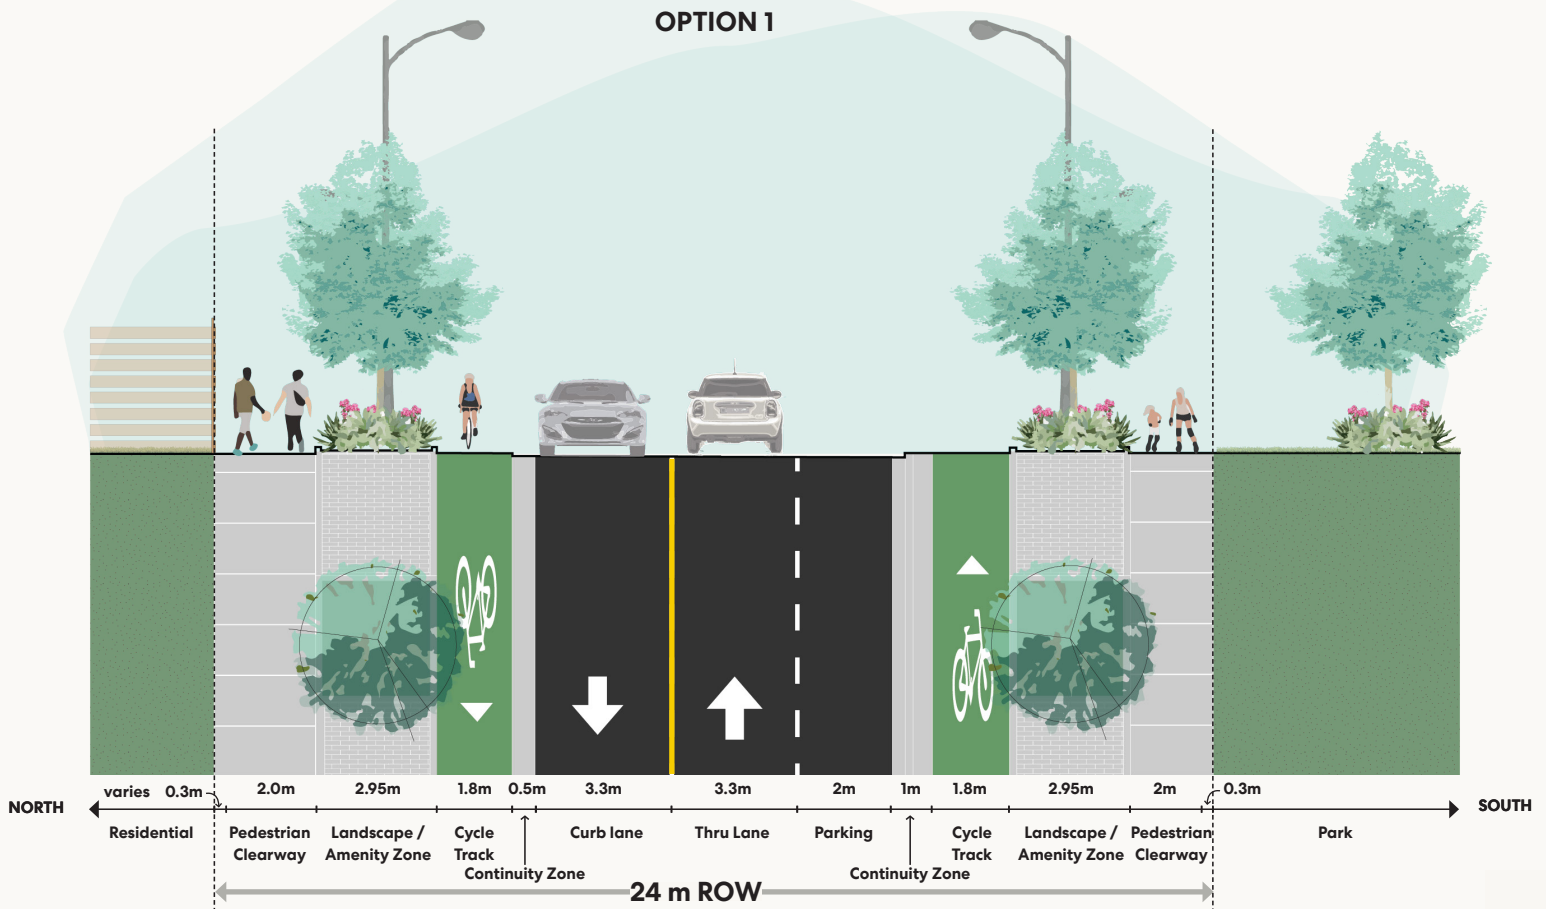 OPTION 1
varies 0.3m 2.0m 2.95m 1.8m 0.5m 3.3m 3.3m 2m 1m 1.8m 2.95m 2m 0.3m
NORTH SOUTH
Residential Pedestrian Landscape / Cycle Curb lane Thru Lane Parking Cycle Landscape / Pedestrian Park
Clearway Amenity Zone Track Track Amenity Zone Clearway
Continuity Zone Continuity Zone
24 m ROW